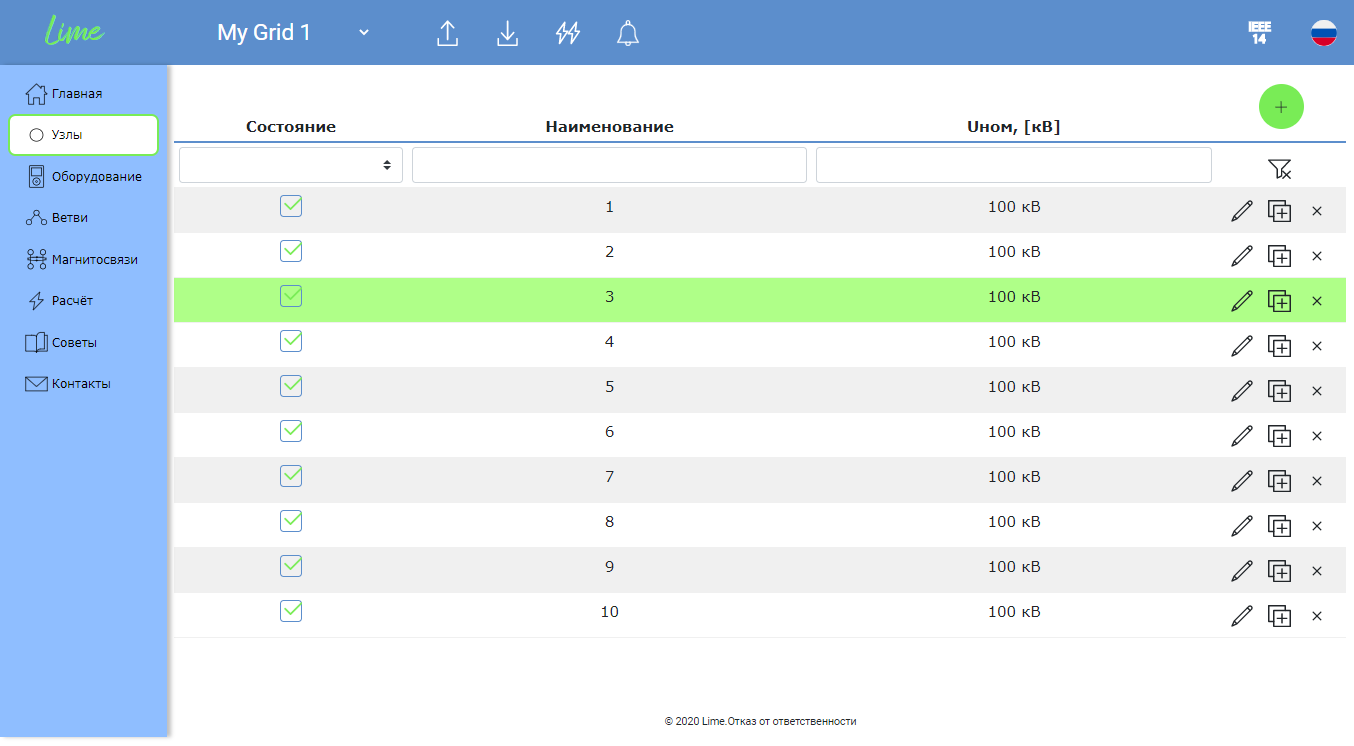 Lime
My Grid 1
IEEE
14
Главная
Узлы
Оборудование
Ветви
Магнитосвязи
Расчёт
Советы
Контакты
Состояние Наименование Uном, [кВ]
1 100 кВ
2 100 кВ
3 100 кВ
4 100 кВ
5 100 кВ
6 100 кВ
7 100 кВ
8 100 кВ
9 100 кВ
10 100 кВ
© 2020 Lime.Отказ от ответственности